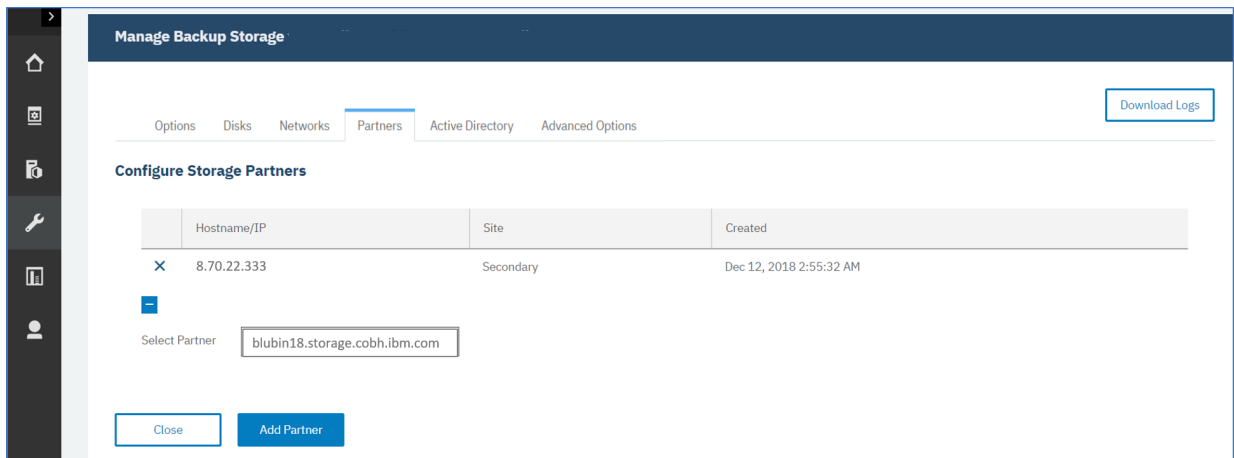 Manage Backup Storage
Download Logs
Options Disks Networks Partners Active Directory Advanced Options
Configure Storage Partners
Hostname/IP Site Created
8.70.22.333 Secondary Dec 12, 2018 2:55:32 AM
Select Partner blubin18.storage.cobh.ibm.com
Close Add Partner